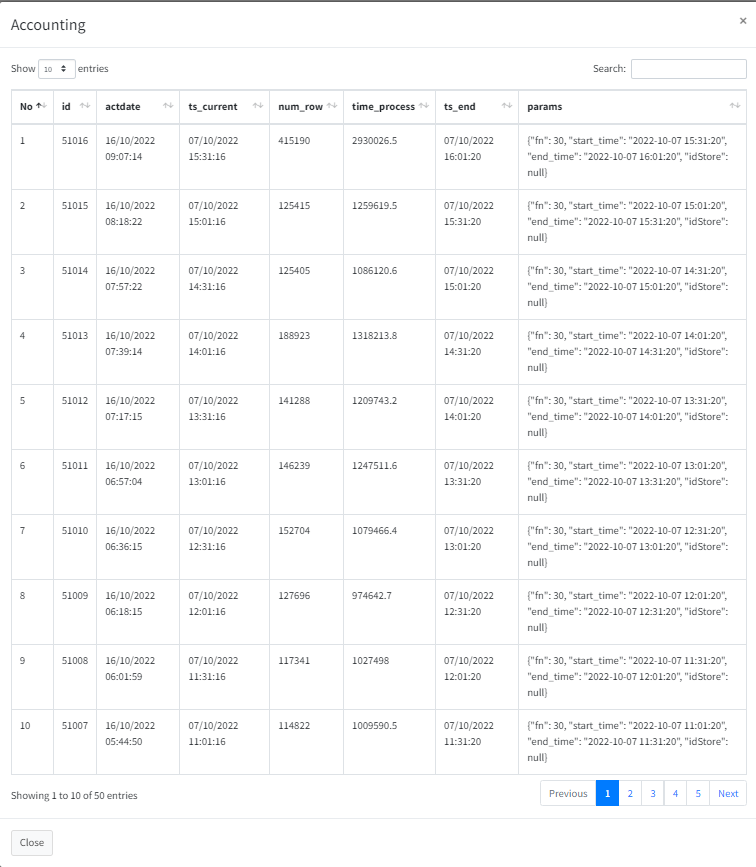 Accounting ×
Show 10 entries Search:
No id actdate ts_current num_row time_process ts_end params
1 51016 16/10/2022 07/10/2022 415190 2930026.5 07/10/2022 {"fn": 30, "start_time": "2022-10-07 15:31:20",
09:07:14 15:31:16 16:01:20 "end_time": "2022-10-07 16:01:20", "idStore":
null}
2 51015 16/10/2022 07/10/2022 125415 1259619.5 07/10/2022 {"fn": 30, "start_time": "2022-10-07 15:01:20",
08:18:22 15:01:16 15:31:20 "end_time": "2022-10-07 15:31:20", "idStore":
null}
3 51014 16/10/2022 07/10/2022 125405 1086120.6 07/10/2022 {"fn": 30, "start_time": "2022-10-07 14:31:20",
07:57:22 14:31:16 15:01:20 "end_time": "2022-10-07 15:01:20", "idStore":
null}
4 51013 16/10/2022 07/10/2022 188923 1318213.8 07/10/2022 {"fn": 30, "start_time": "2022-10-07 14:01:20",
07:39:14 14:01:16 14:31:20 "end_time": "2022-10-07 14:31:20", "idStore":
null}
5 51012 16/10/2022 07/10/2022 141288 1209743.2 07/10/2022 {"fn": 30, "start_time": "2022-10-07 13:31:20",
07:17:15 13:31:16 14:01:20 "end_time": "2022-10-07 14:01:20", "idStore":
null}
6 51011 16/10/2022 07/10/2022 146239 1247511.6 07/10/2022 {"fn": 30, "start_time": "2022-10-07 13:01:20",
06:57:04 13:01:16 13:31:20 "end_time": "2022-10-07 13:31:20", "idStore":
null}
7 51010 16/10/2022 07/10/2022 152704 1079466.4 07/10/2022 {"fn": 30, "start_time": "2022-10-07 12:31:20",
06:36:15 12:31:16 13:01:20 "end_time": "2022-10-07 13:01:20", "idStore":
null}
8 51009 16/10/2022 07/10/2022 127696 974642.7 07/10/2022 {"fn": 30, "start_time": "2022-10-07 12:01:20",
06:18:15 12:01:16 12:31:20 "end_time": "2022-10-07 12:31:20", "idStore":
null}
9 51008 16/10/2022 07/10/2022 117341 1027498 07/10/2022 {"fn": 30, "start_time": "2022-10-07 11:31:20",
06:01:59 11:31:16 12:01:20 "end_time": "2022-10-07 12:01:20", "idStore":
null}
10 51007 16/10/2022 07/10/2022 114822 1009590.5 07/10/2022 {"fn": 30, "start_time": "2022-10-07 11:01:20",
05:44:50 11:01:16 11:31:20 "end_time": "2022-10-07 11:31:20", "idStore":
null}
Showing 1 to 10 of 50 entries Previous 1 2 3 4 5 Next
Close